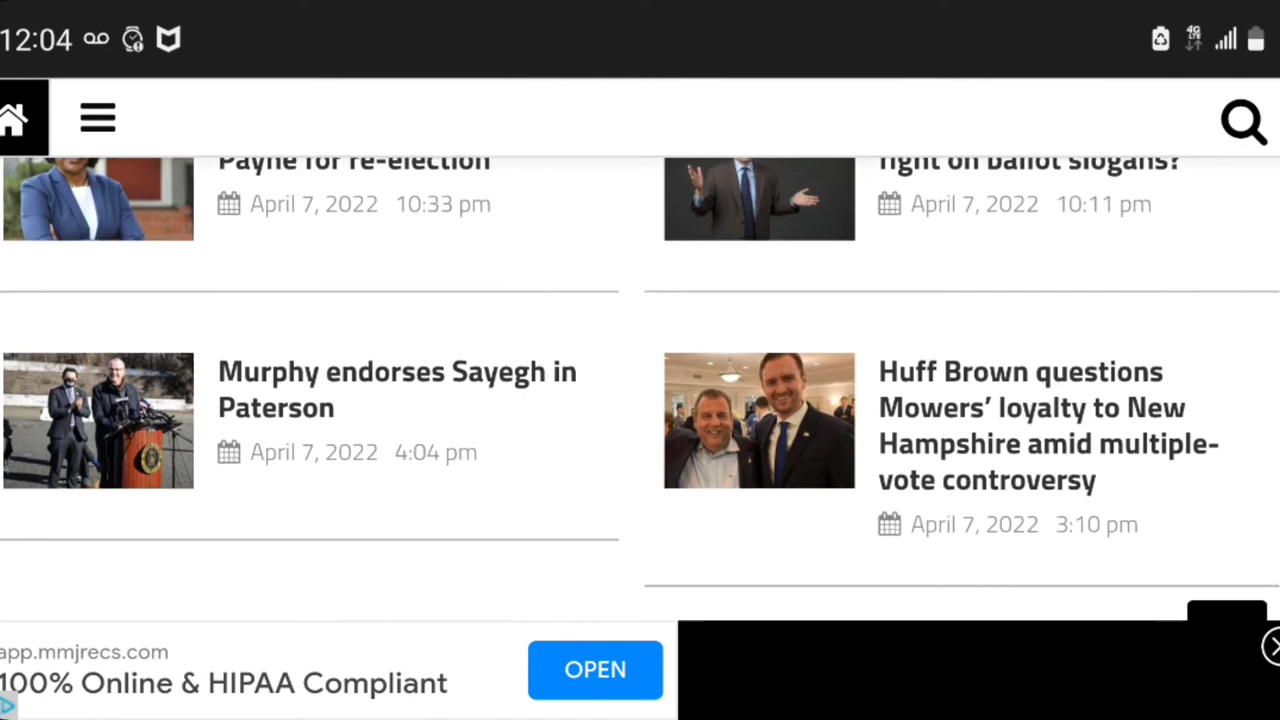 12:04
4G LTE
Payne for re-election
April 7, 2022 10:33 pm
fight on ballot slogans?
April 7, 2022 10:11 pm
Murphy endorses Sayegh in
Paterson
April 7, 2022 4:04 pm
Huff Brown questions
Mowers’ loyalty to New
Hampshire amid multiple-
vote controversy
April 7, 2022 3:10 pm
app.mmjrecs.com
100% Online & HIPAA Compliant
OPEN